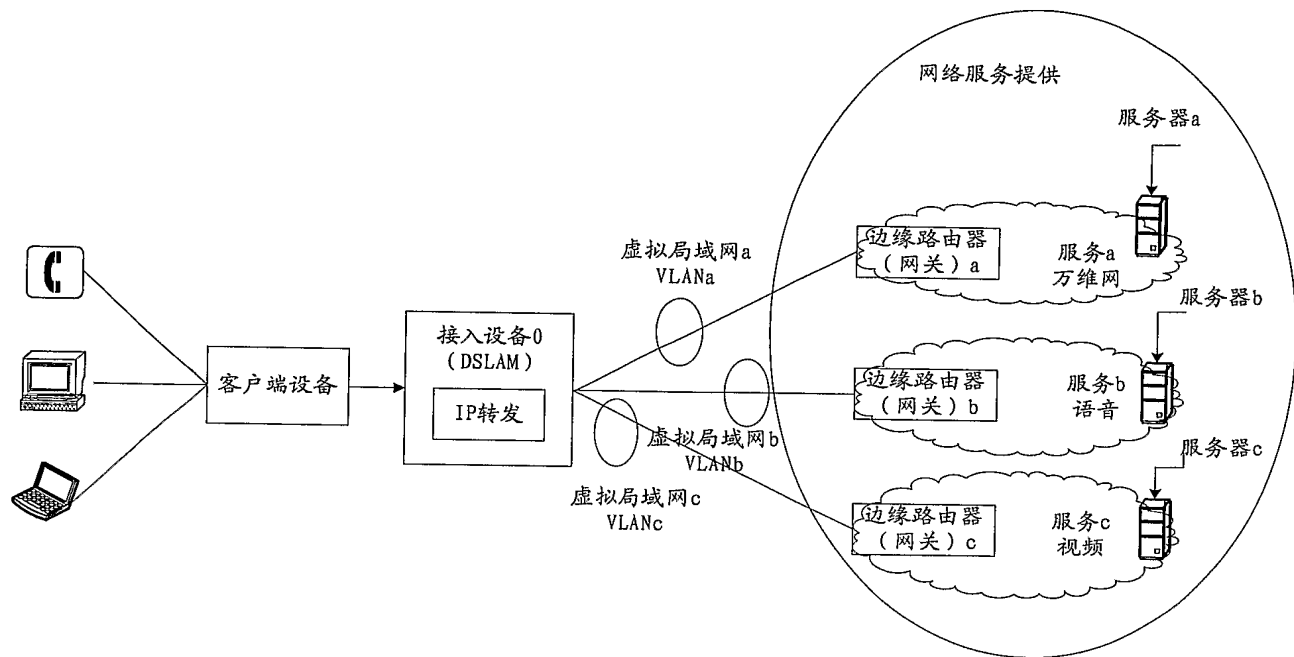 网络服务提供
服务器a
边缘路由器
（网关）a
服务a
万维网
虚拟局域网a
VLANa
服务器b
接入设备0
（DSLAM）
IP转发
客户端设备
边缘路由器
（网关）b
服务b
语音
虚拟局域网b
VLANb
服务器c
虚拟局域网c
VLANc
边缘路由器
（网关）c
服务c
视频